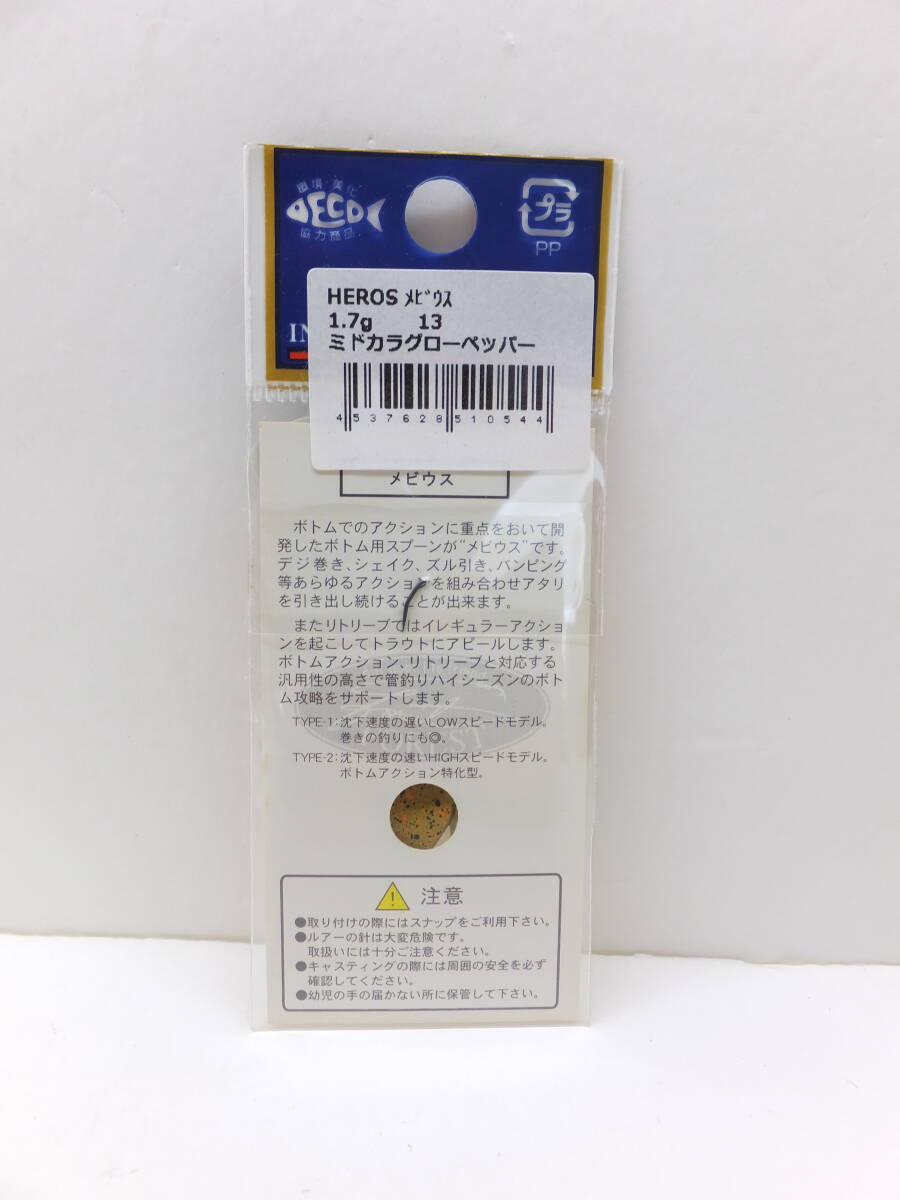 環境・美化
ECO
協力商品
プラ
PP
HEROS ﾒﾋﾞｳｽ
1.7g 13
ミドカラグローペッパー
4537628510544
IN
メビウス
ボトムでのアクションに重点をおいて開
発したボトム用スプーンが“メビウス”です。
デジ巻き、シェイク、ズル引き、バンピング
等あらゆるアクションを組み合わせアタリ
を引き出し続けることが出来ます。
またリトリーブではイレギュラーアクショ
ンを起こしてトラウトにアピールします。
ボトムアクション、リトリーブと対応する
汎用性の高さで管釣りハイシーズンのボト
ム攻略をサポートします。
TYPE-1：沈下速度の遅いLOWスピードモデル。
巻きの釣りにも◎。
TYPE-2：沈下速度の速いHIGHスピードモデル。
ボトムアクション特化型。
注意
●取り付けの際にはスナップをご利用下さい。
●ルアーの針は大変危険です。
取扱いには十分ご注意ください。
●キャスティングの際には周囲の安全を必ず
確認してください。
●幼児の手の届かない所に保管して下さい。